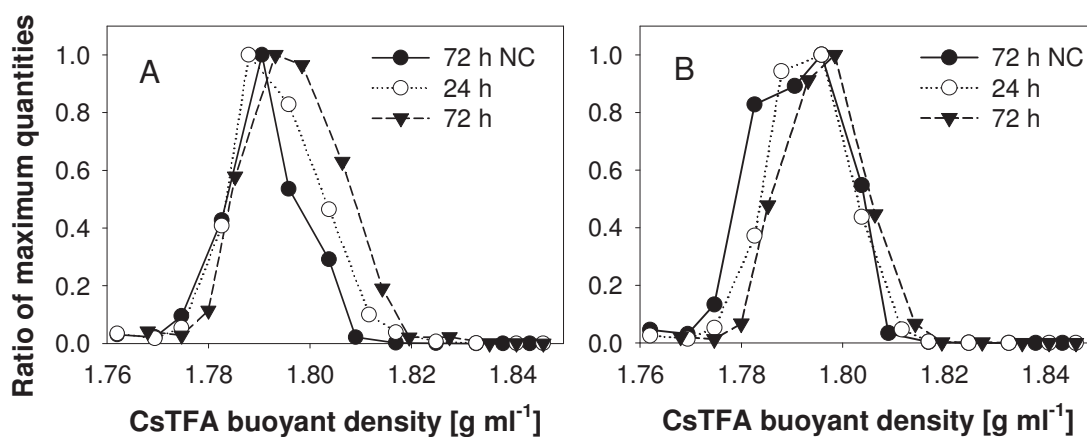 Ratio of maximum quantities
1.0
0.8
0.6
0.4
0.2
0.0
A
72 h NC
24 h
72 h
1.76 1.78 1.80 1.82 1.84
CsTFA buoyant density [g ml⁻¹]
1.0
0.8
0.6
0.4
0.2
0.0
B
72 h NC
24 h
72 h
1.76 1.78 1.80 1.82 1.84
CsTFA buoyant density [g ml⁻¹]